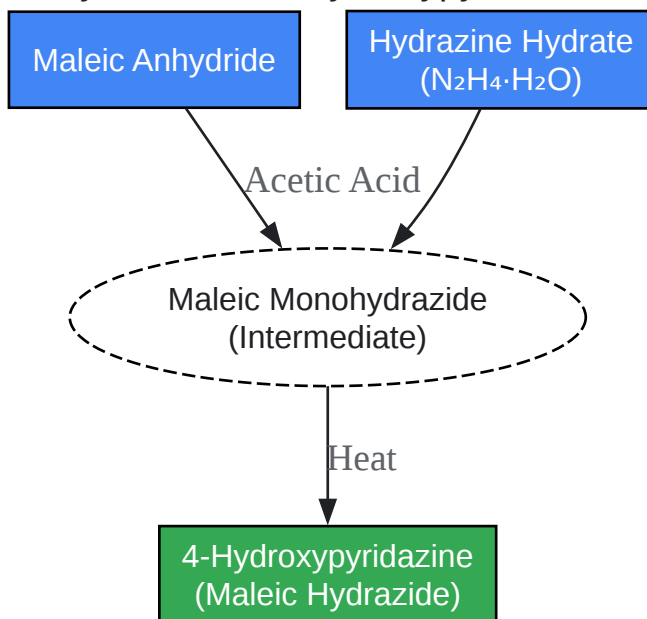 Maleic Anhydride
Hydrazine Hydrate
(N₂H₄·H₂O)
Acetic Acid
Maleic Monohydrazide
(Intermediate)
Heat
4-Hydroxypyridazine
(Maleic Hydrazide)